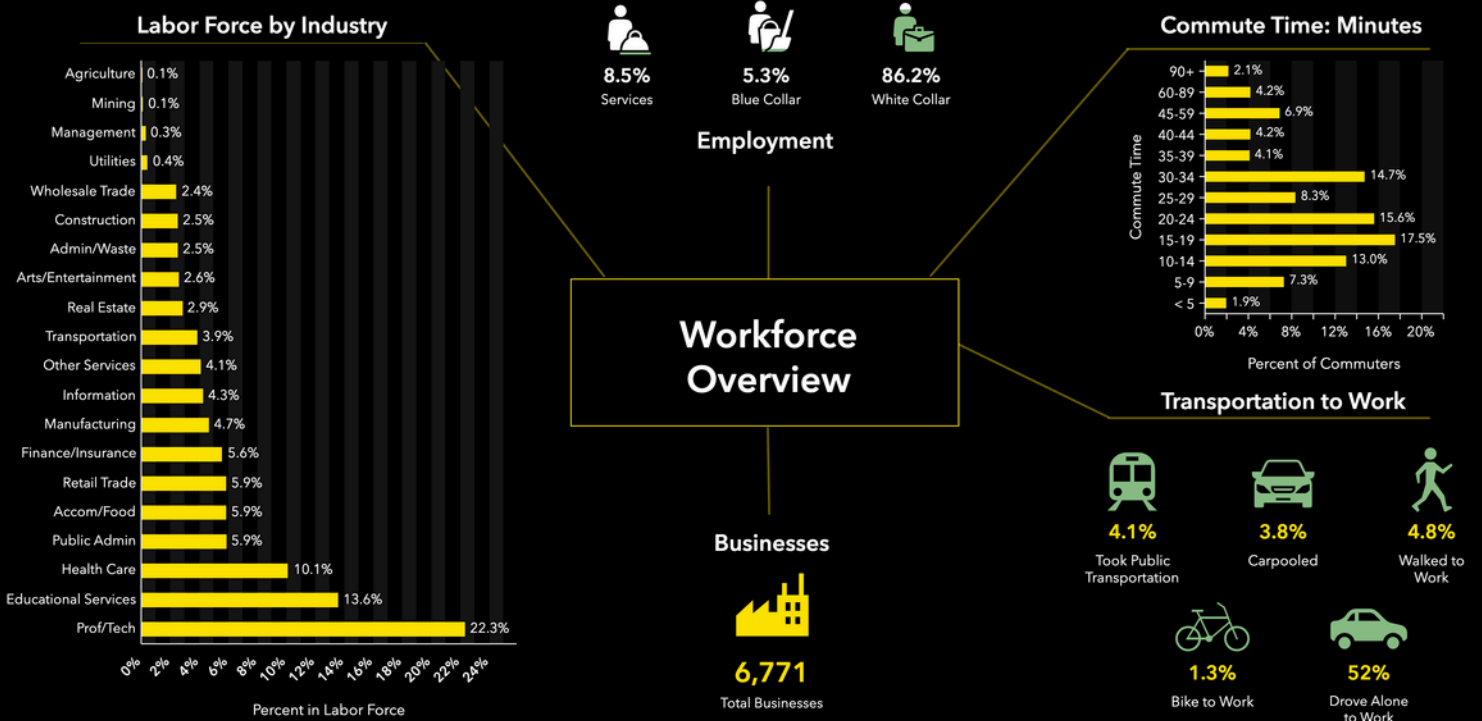 Labor Force by Industry
Agriculture 0.1%
Mining 0.1%
Management 0.3%
Utilities 0.4%
Wholesale Trade 2.4%
Construction 2.5%
Admin/Waste 2.5%
Arts/Entertainment 2.6%
Real Estate 2.9%
Transportation 3.9%
Other Services 4.1%
Information 4.3%
Manufacturing 4.7%
Finance/Insurance 5.6%
Retail Trade 5.9%
Accom/Food 5.9%
Public Admin 5.9%
Health Care 10.1%
Educational Services 13.6%
Prof/Tech 22.3%
0% 2% 4% 6% 8% 10% 12% 14% 16% 18% 20% 22% 24%
Percent in Labor Force
8.5% 5.3% 86.2%
Services Blue Collar White Collar
Employment
Workforce
Overview
Businesses
6,771
Total Businesses
Commute Time: Minutes
Commute Time
90+ 2.1%
60-89 4.2%
45-59 6.9%
40-44 4.2%
35-39 4.1%
30-34 14.7%
25-29 8.3%
20-24 15.6%
15-19 17.5%
10-14 13.0%
5-9 7.3%
< 5 1.9%
0% 4% 8% 12% 16% 20%
Percent of Commuters
Transportation to Work
4.1% 3.8% 4.8%
Took Public Carpooled Walked to
Transportation Work
1.3% 52%
Bike to Work Drove Alone
to Work